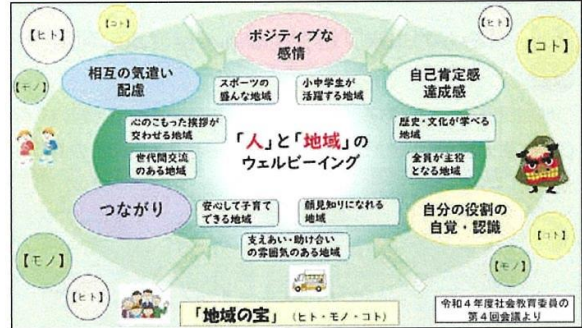 【ヒト】
【コト】
ポジティブな
感情
【ヒト】
【コト】
【モノ】
相互の気遣い
配慮
スポーツの
盛んな地域
小中学生が
活躍する地域
自己肯定感
達成感
心のこもった挨拶が
交わせる地域
歴史・文化が学べる
地域
「人」と「地域」の
ウェルビーイング
世代間交流
のある地域
全員が主役
となる地域
つながり
安心して子育て
できる地域
顔見知りになれる
地域
自分の役割の
自覚・認識
支えあい・助け合い
の雰囲気のある地域
【モノ】
【コト】
【ヒト】
【モノ】
「地域の宝」(ヒト・モノ・コト)
令和4年度社会教育委員の
第4回会議より